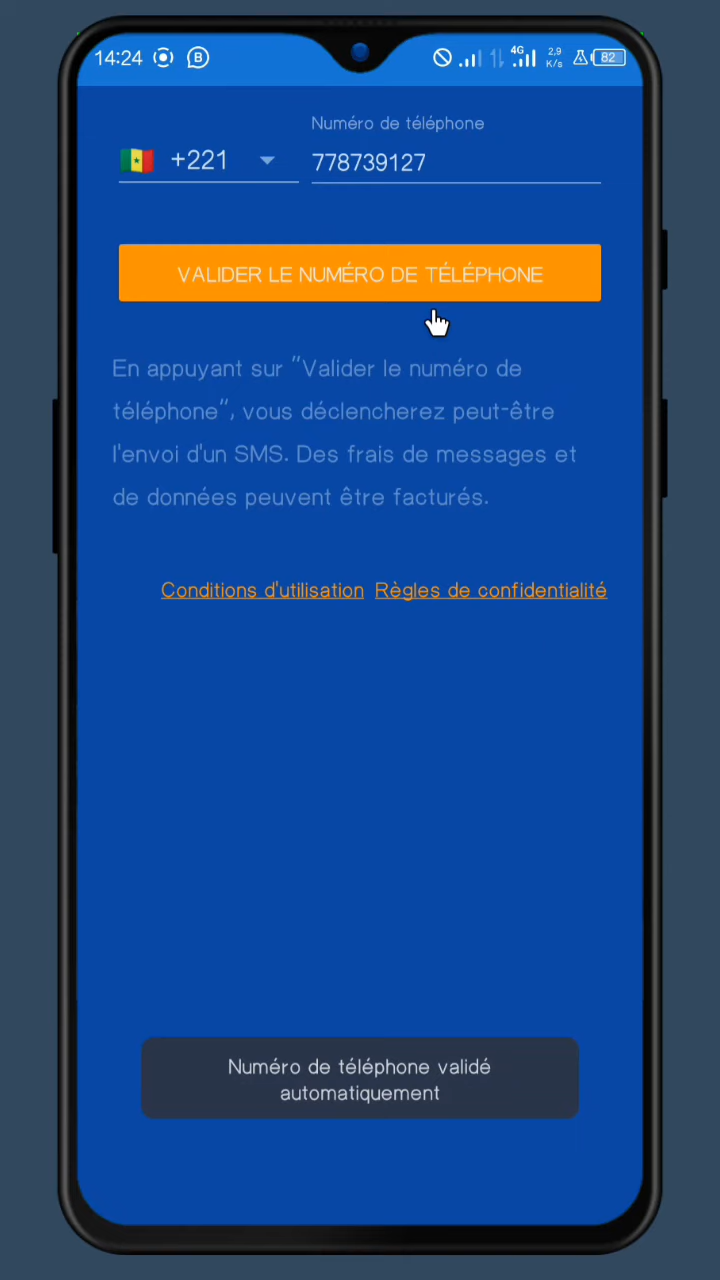 14:24
4G
2,9
K/s
82
Numéro de téléphone
+221
778739127
VALIDER LE NUMÉRO DE TÉLÉPHONE
En appuyant sur “Valider le numéro de
téléphone”, vous déclencherez peut-être
l'envoi d'un SMS. Des frais de messages et
de données peuvent être facturés.
Conditions d'utilisation Règles de confidentialité
Numéro de téléphone validé
automatiquement